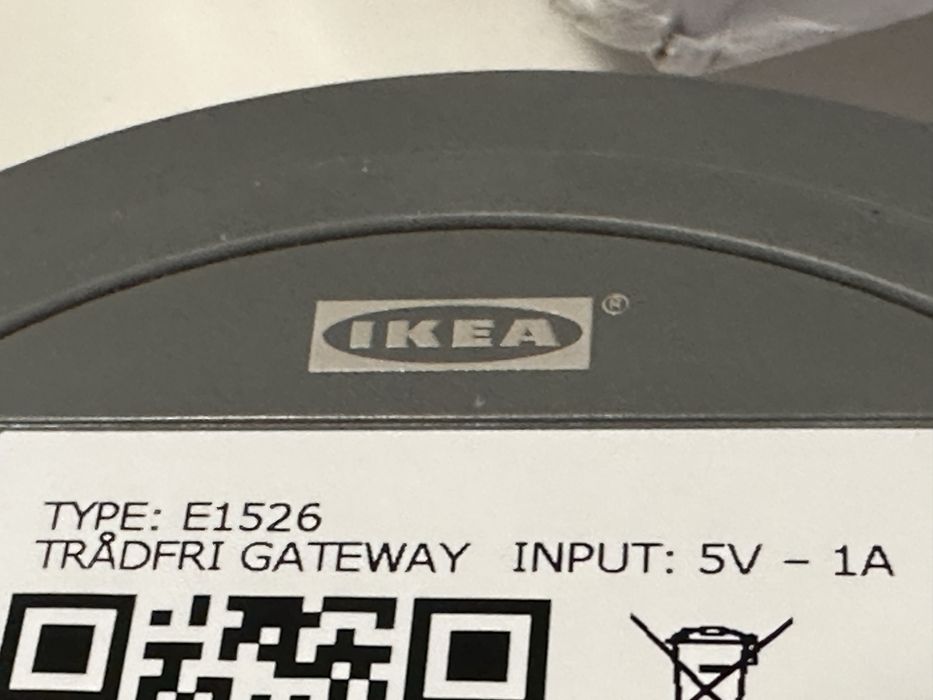 IKEA®
TYPE: E1526
TRÅDFRI GATEWAY INPUT: 5V – 1A